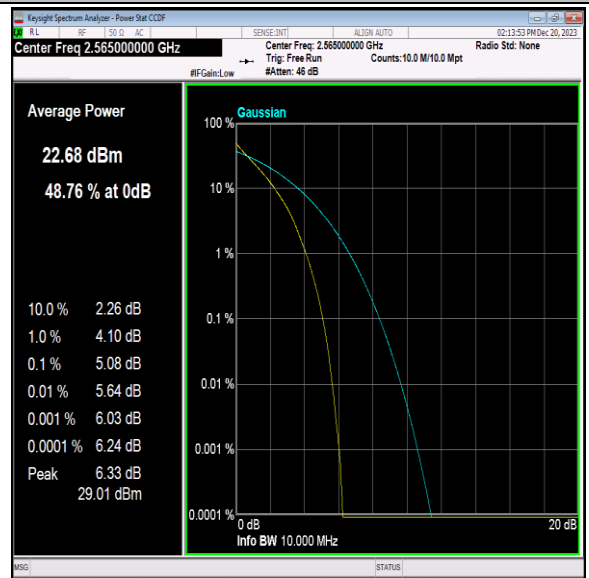 Keysight Spectrum Analyzer - Power Stat CCDF
RL RF 50 Ω AC SENSE:INT ALIGN AUTO 02:13:53 PM Dec 20, 2023
Center Freq 2.565000000 GHz
Center Freq: 2.565000000 GHz Radio Std: None
Trig: Free Run Counts:10.0 M/10.0 Mpt
#IFGain:Low #Atten: 46 dB
Average Power
22.68 dBm
48.76 % at 0dB
10.0 % 2.26 dB
1.0 % 4.10 dB
0.1 % 5.08 dB
0.01 % 5.64 dB
0.001 % 6.03 dB
0.0001 % 6.24 dB
Peak 6.33 dB
29.01 dBm
Gaussian
100 %
10 %
1 %
0.1 %
0.01 %
0.001 %
0.0001 %
0 dB 20 dB
Info BW 10.000 MHz
MSG STATUS